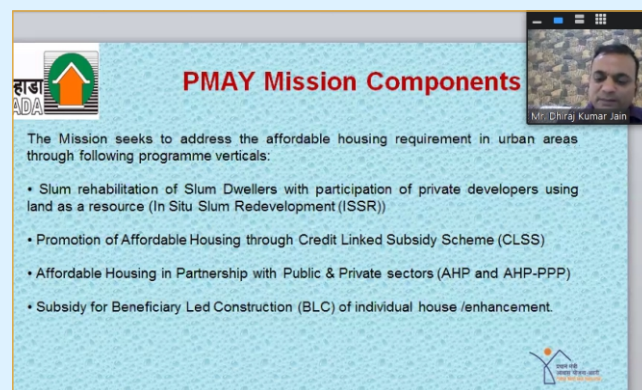 हाडा
ADA
PMAY Mission Components
Mr. Dhiraj Kumar Jain
The Mission seeks to address the affordable housing requirement in urban areas
through following programme verticals:
• Slum rehabilitation of Slum Dwellers with participation of private developers using
land as a resource (In Situ Slum Redevelopment (ISSR))
• Promotion of Affordable Housing through Credit Linked Subsidy Scheme (CLSS)
• Affordable Housing in Partnership with Public & Private sectors (AHP and AHP-PPP)
• Subsidy for Beneficiary Led Construction (BLC) of individual house /enhancement.